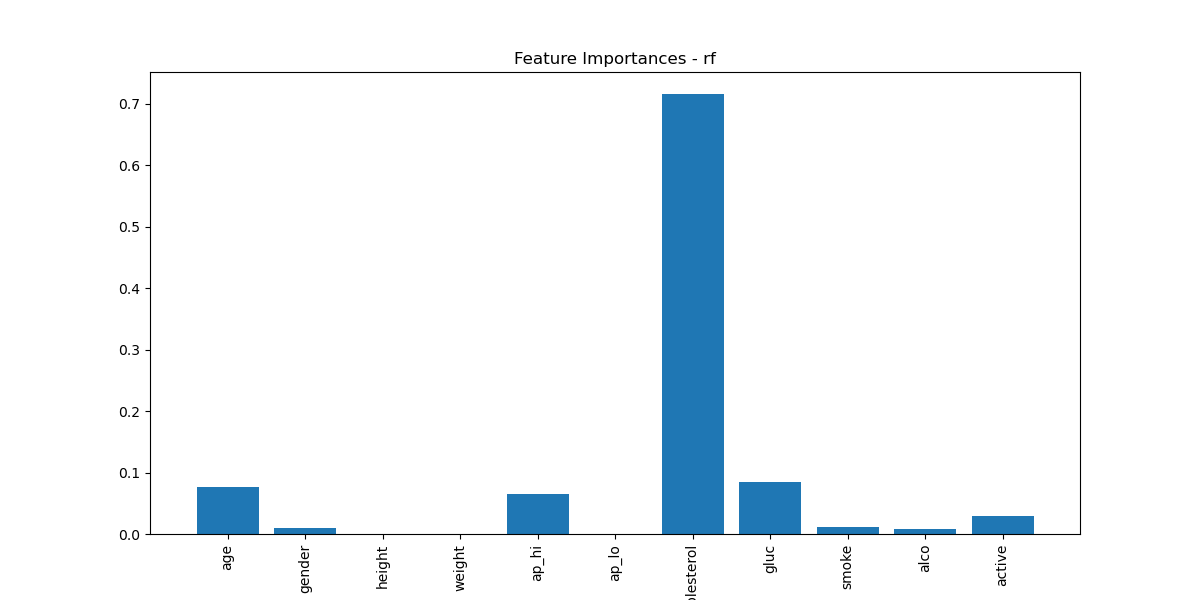 Feature Importances - rf
0.7
0.6
0.5
0.4
0.3
0.2
0.1
0.0
age
gender
height
weight
ap_hi
ap_lo
olesterol
gluc
smoke
alco
active